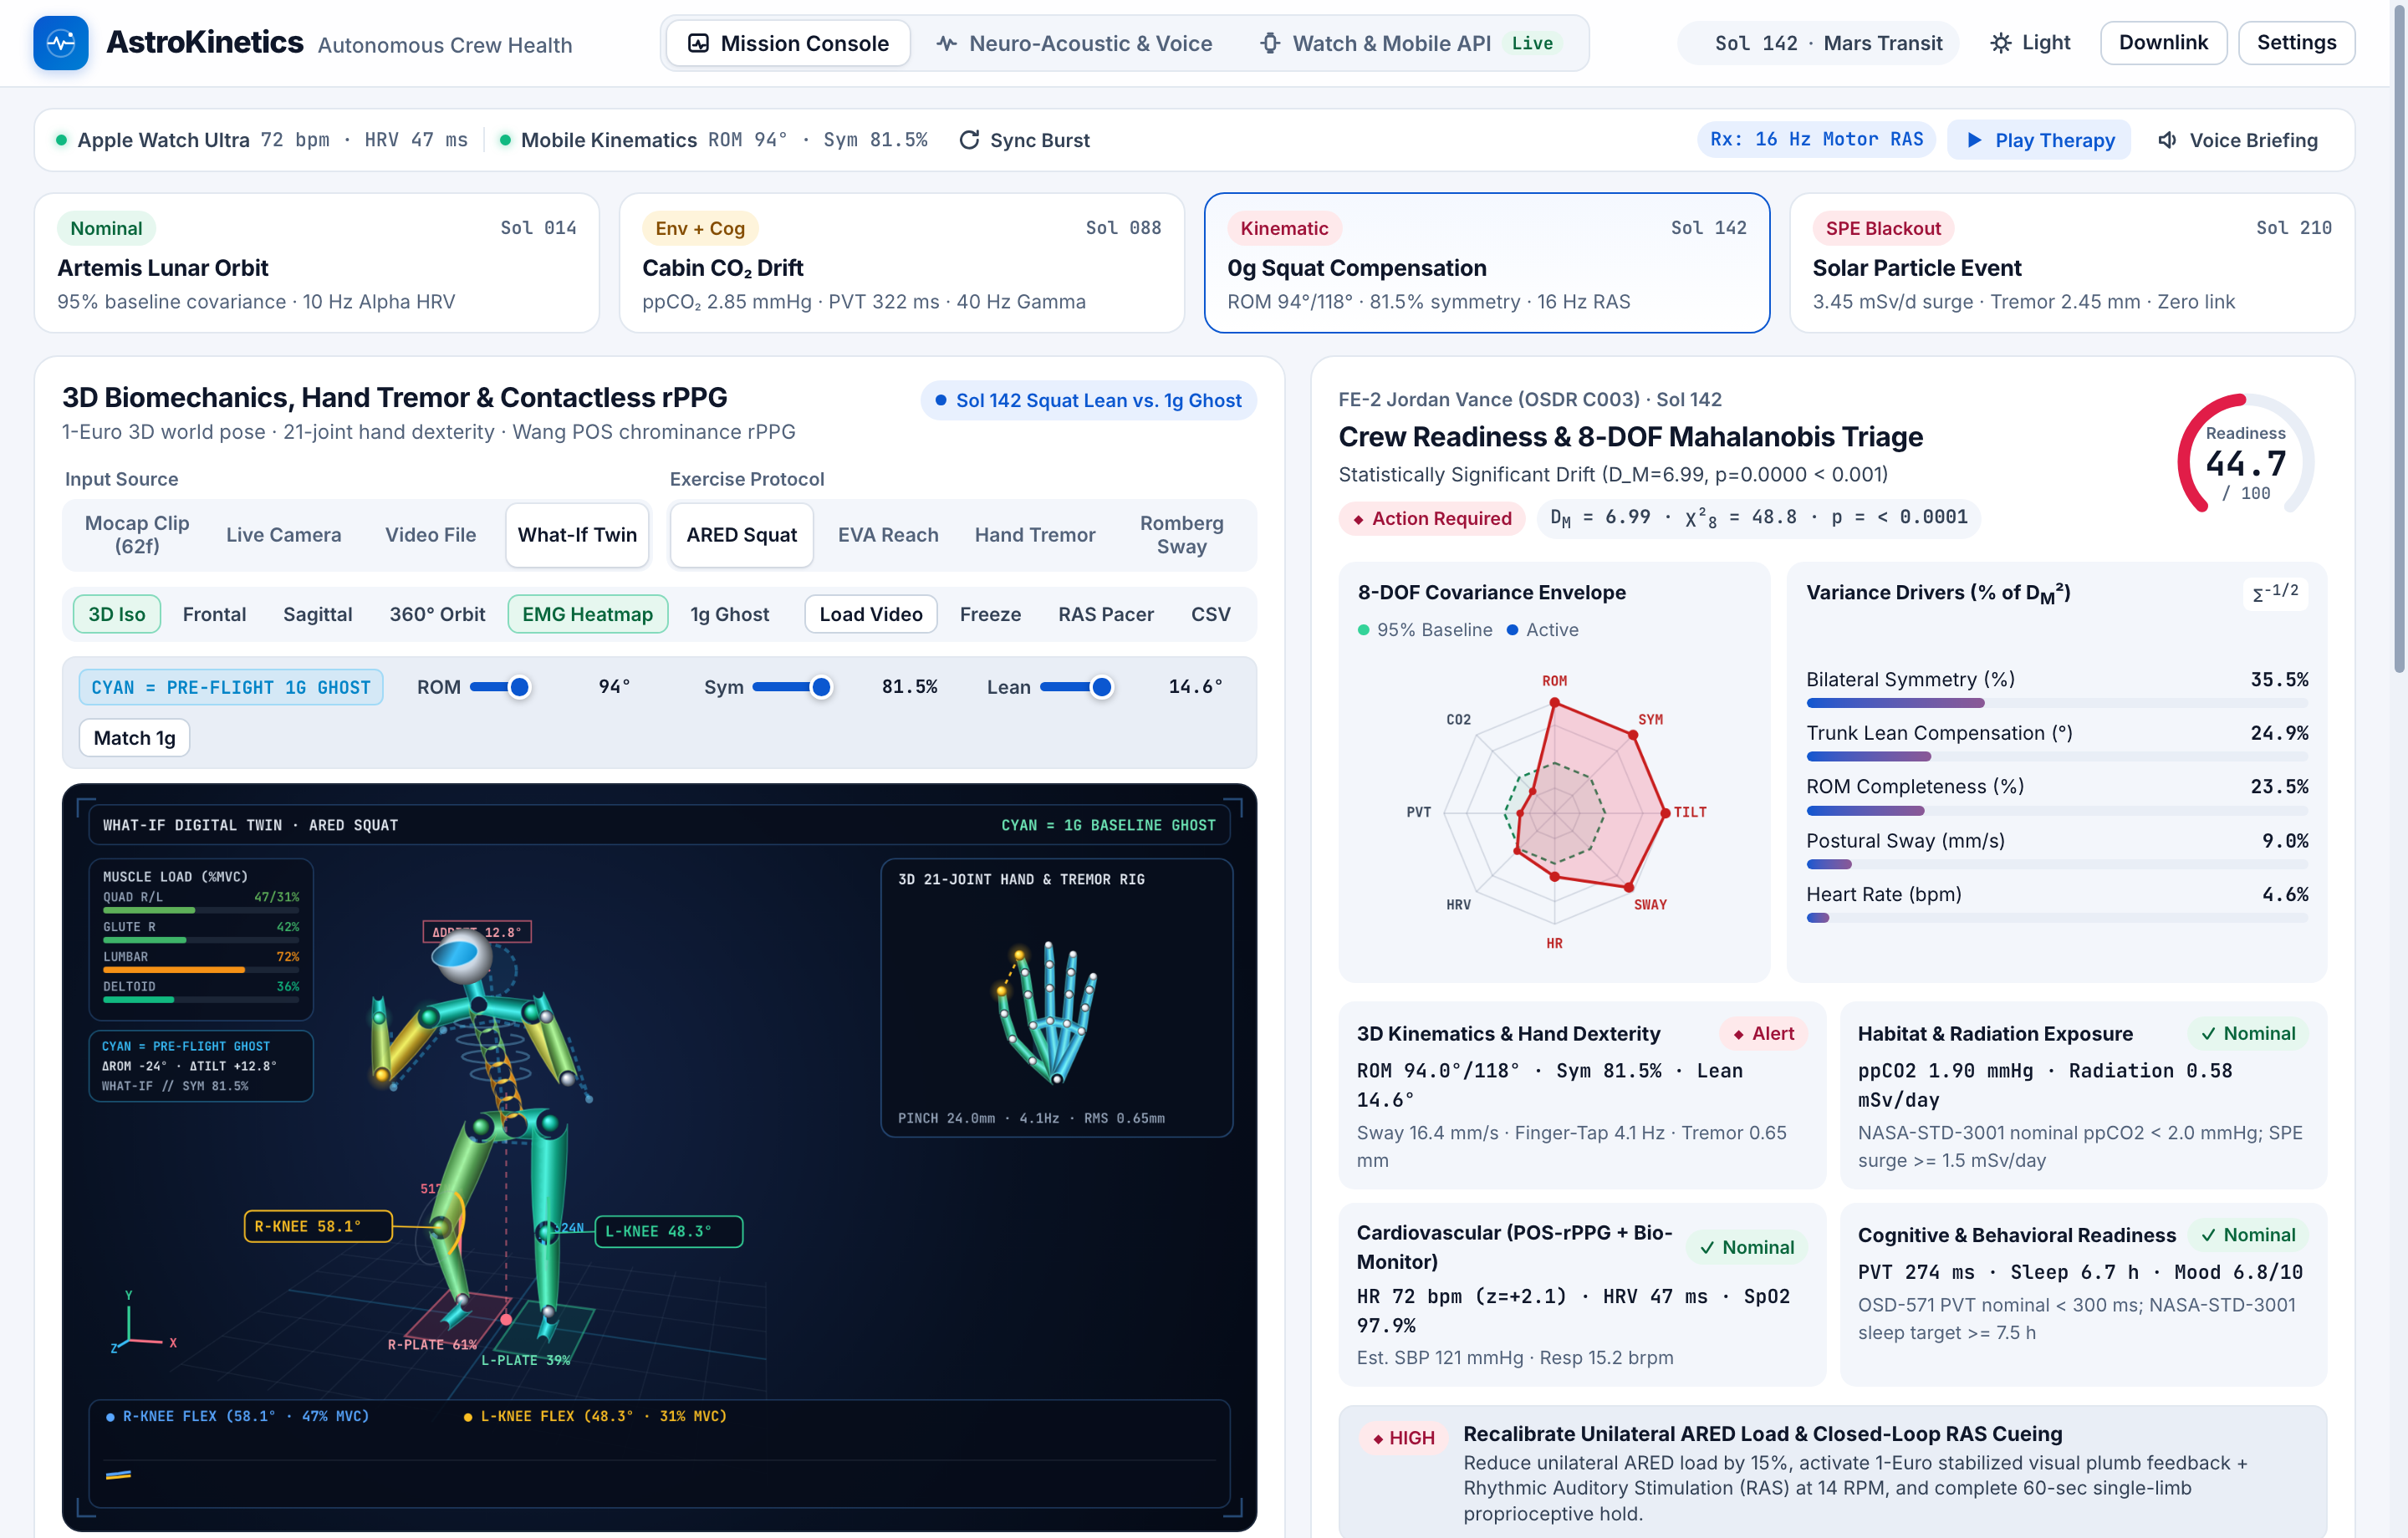 AstroKinetics
Autonomous Crew Health
Mission Console
Neuro-Acoustic & Voice
Watch & Mobile API
Live
Sol 142 · Mars Transit
Light
Downlink
Settings
Apple Watch Ultra 72 bpm · HRV 47 ms
Mobile Kinematics ROM 94° · Sym 81.5%
Sync Burst
Rx: 16 Hz Motor RAS
Play Therapy
Voice Briefing
Nominal
Sol 014
Artemis Lunar Orbit
95% baseline covariance · 10 Hz Alpha HRV
Env + Cog
Sol 088
Cabin CO₂ Drift
ppCO₂ 2.85 mmHg · PVT 322 ms · 40 Hz Gamma
Kinematic
Sol 142
0g Squat Compensation
ROM 94°/118° · 81.5% symmetry · 16 Hz RAS
SPE Blackout
Sol 210
Solar Particle Event
3.45 mSv/d surge · Tremor 2.45 mm · Zero link
3D Biomechanics, Hand Tremor & Contactless rPPG
1-Euro 3D world pose · 21-joint hand dexterity · Wang POS chrominance rPPG
Sol 142 Squat Lean vs. 1g Ghost
Input Source
Mocap Clip
(62f)
Live Camera
Video File
What-If Twin
Exercise Protocol
ARED Squat
EVA Reach
Hand Tremor
Romberg
Sway
3D Iso
Frontal
Sagittal
360° Orbit
EMG Heatmap
1g Ghost
Load Video
Freeze
RAS Pacer
CSV
CYAN = PRE-FLIGHT 1G GHOST
ROM
94°
Sym
81.5%
Lean
14.6°
Match 1g
WHAT-IF DIGITAL TWIN · ARED SQUAT
CYAN = 1G BASELINE GHOST
MUSCLE LOAD (%MVC)
QUAD R/L 47/31%
GLUTE R 42%
LUMBAR 72%
DELTOID 36%
CYAN = PRE-FLIGHT GHOST
ΔROM -24° · ΔTILT +12.8°
WHAT-IF // SYM 81.5%
12.8°
3D 21-JOINT HAND & TREMOR RIG
PINCH 24.0mm · 4.1Hz · RMS 0.65mm
R-KNEE 58.1°
L-KNEE 48.3°
Y
X
Z
R-PLATE 61%
L-PLATE 39%
R-KNEE FLEX (58.1° · 47% MVC)
L-KNEE FLEX (48.3° · 31% MVC)
FE-2 Jordan Vance (OSDR C003) · Sol 142
Crew Readiness & 8-DOF Mahalanobis Triage
Statistically Significant Drift (D_M=6.99, p=0.0000 < 0.001)
Action Required
D_M = 6.99 · χ²₈ = 48.8 · p = < 0.0001
Readiness
44.7
/ 100
8-DOF Covariance Envelope
95% Baseline
Active
ROM
SYM
TILT
SWAY
HR
HRV
PVT
CO2
Variance Drivers (% of D_M²)
Σ⁻¹/²
Bilateral Symmetry (%) 35.5%
Trunk Lean Compensation (°) 24.9%
ROM Completeness (%) 23.5%
Postural Sway (mm/s) 9.0%
Heart Rate (bpm) 4.6%
3D Kinematics & Hand Dexterity
Alert
ROM 94.0°/118° · Sym 81.5% · Lean
14.6°
Sway 16.4 mm/s · Finger-Tap 4.1 Hz · Tremor 0.65
mm
Habitat & Radiation Exposure
Nominal
ppCO2 1.90 mmHg · Radiation 0.58
mSv/day
NASA-STD-3001 nominal ppCO2 < 2.0 mmHg; SPE
surge >= 1.5 mSv/day
Cardiovascular (POS-rPPG + Bio-
Monitor)
Nominal
HR 72 bpm (z=+2.1) · HRV 47 ms · SpO2
97.9%
Est. SBP 121 mmHg · Resp 15.2 brpm
Cognitive & Behavioral Readiness
Nominal
PVT 274 ms · Sleep 6.7 h · Mood 6.8/10
OSD-571 PVT nominal < 300 ms; NASA-STD-3001
sleep target >= 7.5 h
HIGH
Recalibrate Unilateral ARED Load & Closed-Loop RAS Cueing
Reduce unilateral ARED load by 15%, activate 1-Euro stabilized visual plumb feedback +
Rhythmic Auditory Stimulation (RAS) at 14 RPM, and complete 60-sec single-limb
proprioceptive hold.